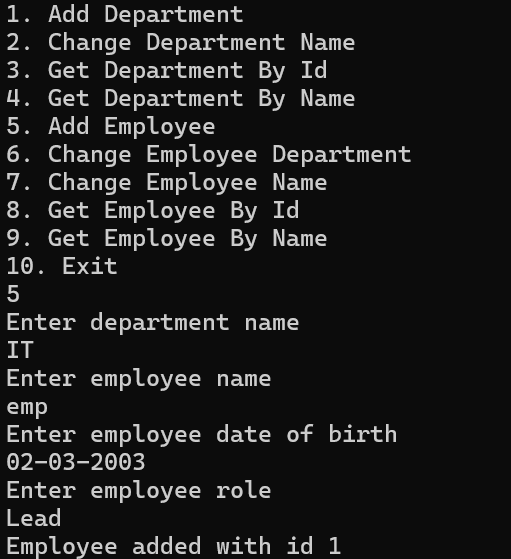 1. Add Department
2. Change Department Name
3. Get Department By Id
4. Get Department By Name
5. Add Employee
6. Change Employee Department
7. Change Employee Name
8. Get Employee By Id
9. Get Employee By Name
10. Exit
5
Enter department name
IT
Enter employee name
emp
Enter employee date of birth
02-03-2003
Enter employee role
Lead
Employee added with id 1